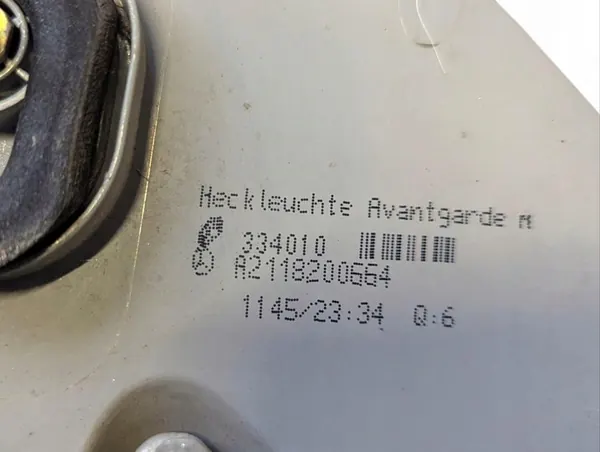 Heckleuchte Avantgarde M
334010
A2118200664
1145/23:34 Q:6